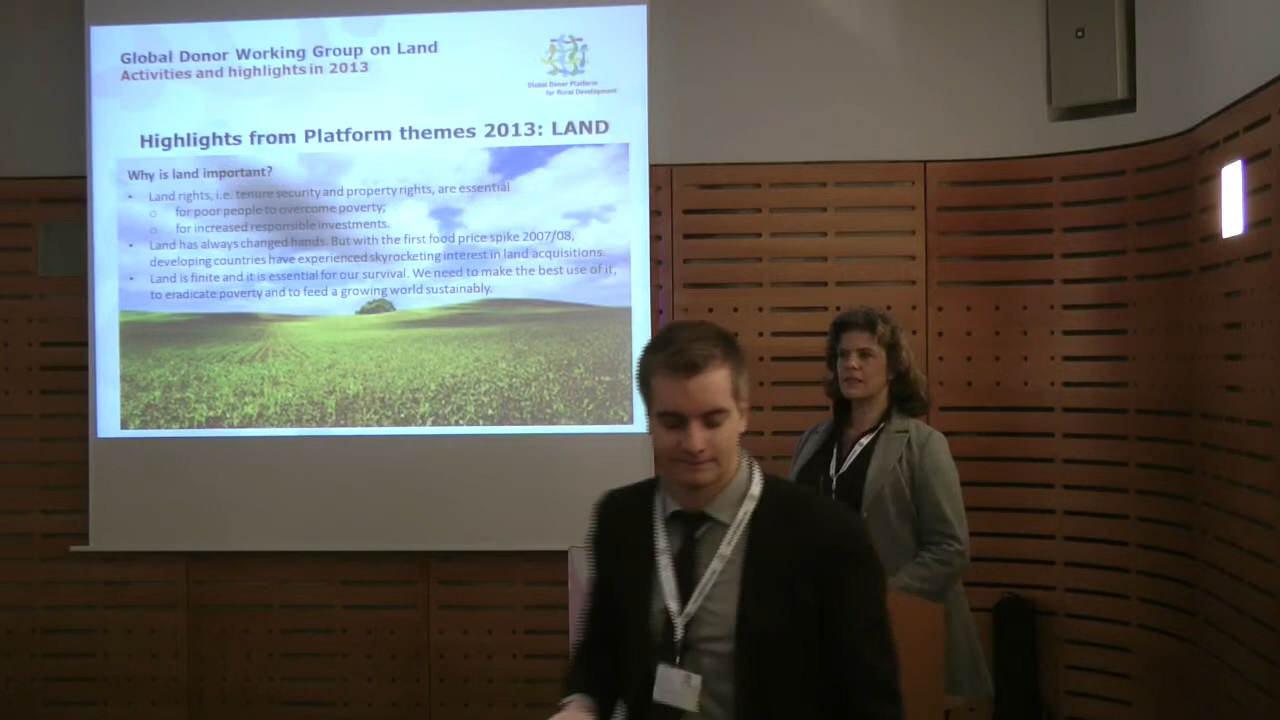 Global Donor Working Group on Land
Activities and highlights in 2013
Global Donor Platform
for Rural Development
Highlights from Platform themes 2013: LAND
Why is land important?
• Land rights, i.e. tenure security and property rights, are essential
o for poor people to overcome poverty;
o for increased responsible investments.
• Land has always changed hands. But with the first food price spike 2007/08,
developing countries have experienced skyrocketing interest in land acquisitions.
• Land is finite and it is essential for our survival. We need to make the best use of it,
to eradicate poverty and to feed a growing world sustainably.